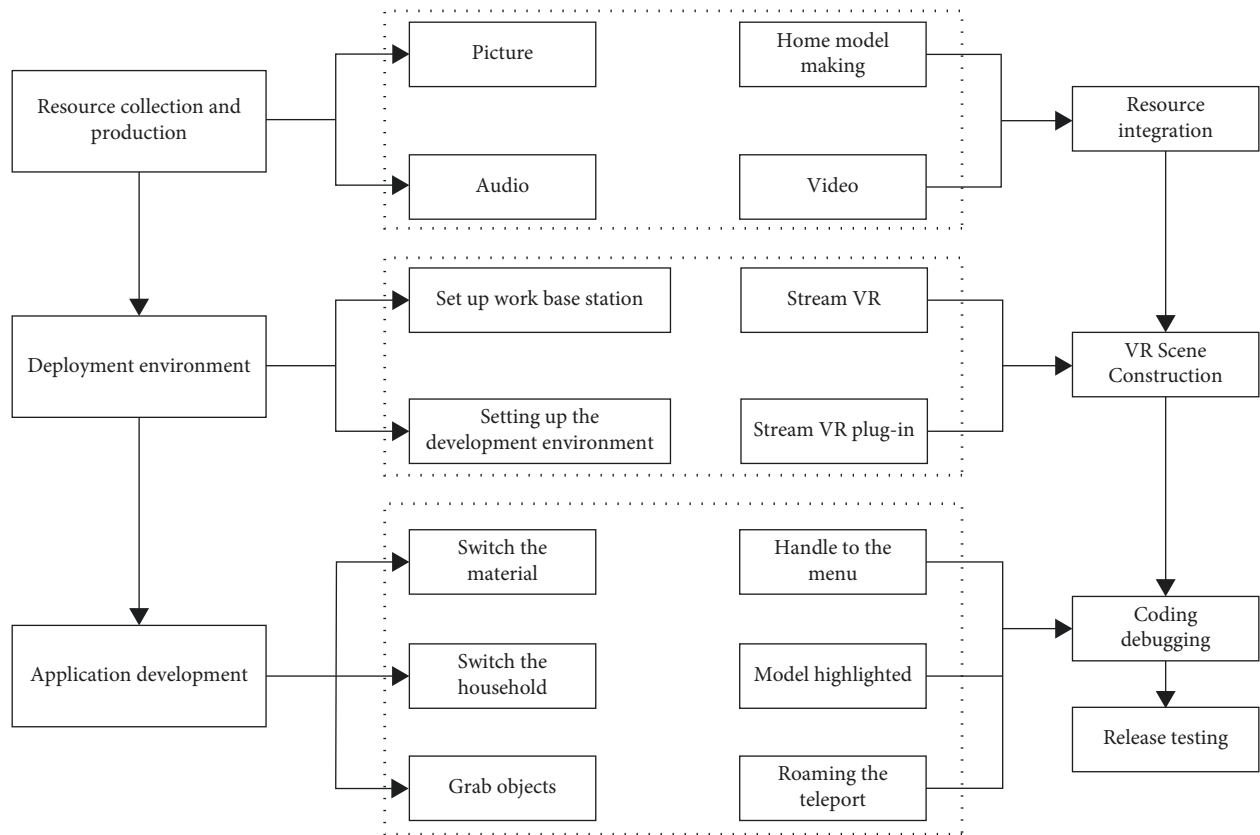 Picture
Home model
making
Resource collection and
production
Resource
integration
Audio
Video
Set up work base station
Stream VR
Deployment environment
VR Scene
Construction
Setting up the
development environment
Stream VR plug-in
Switch the
material
Handle to the
menu
Coding
debugging
Application development
Switch the
household
Model highlighted
Release testing
Grab objects
Roaming the
teleport